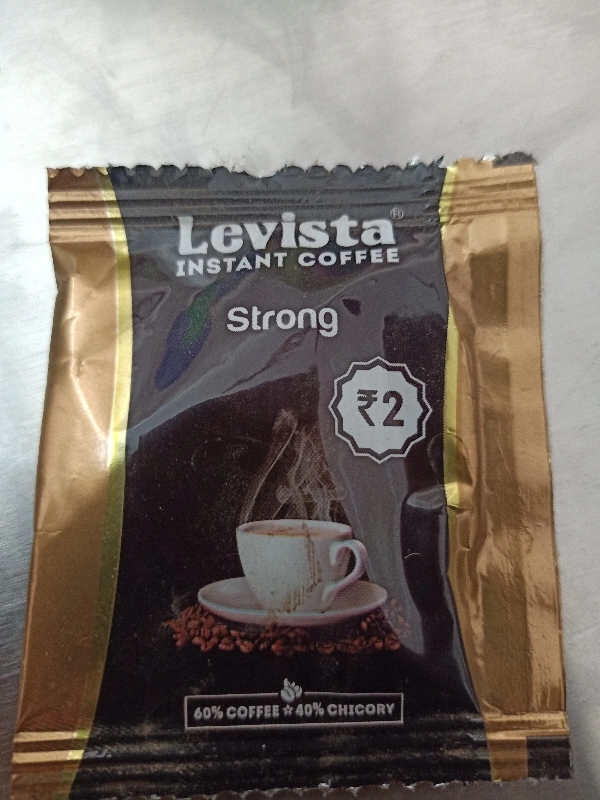 Levista
INSTANT COFFEE
Strong
₹2
60% COFFEE ☆ 40% CHICORY